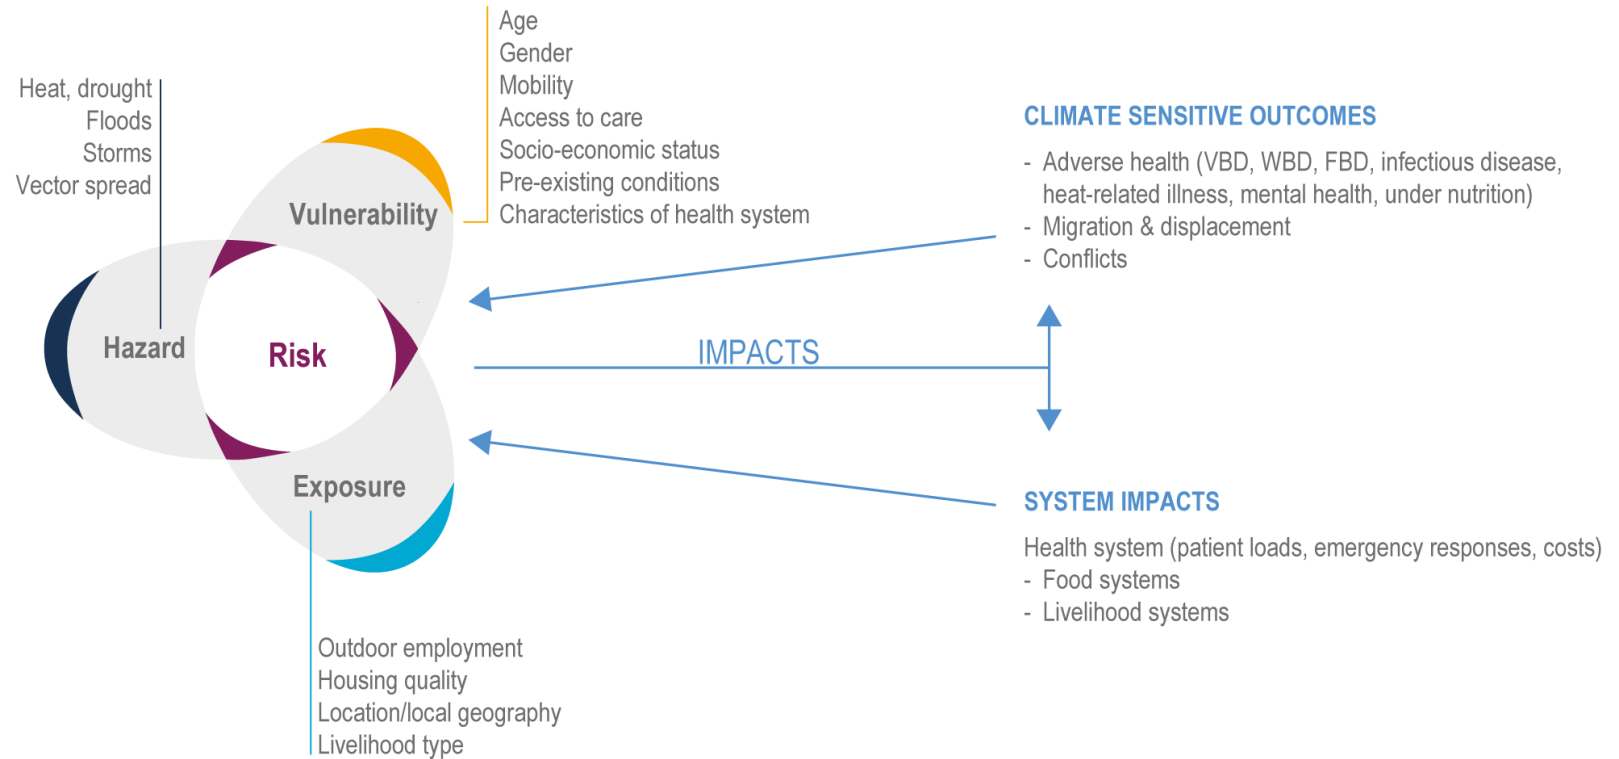 Heat, drought
Floods
Storms
Vector spread
Age
Gender
Mobility
Access to care
Socio-economic status
Pre-existing conditions
Characteristics of health system
Vulnerability
Hazard
Risk
Exposure
Outdoor employment
Housing quality
Location/local geography
Livelihood type
IMPACTS
CLIMATE SENSITIVE OUTCOMES
- Adverse health (VBD, WBD, FBD, infectious disease,
heat-related illness, mental health, under nutrition)
- Migration & displacement
- Conflicts
SYSTEM IMPACTS
Health system (patient loads, emergency responses, costs)
- Food systems
- Livelihood systems